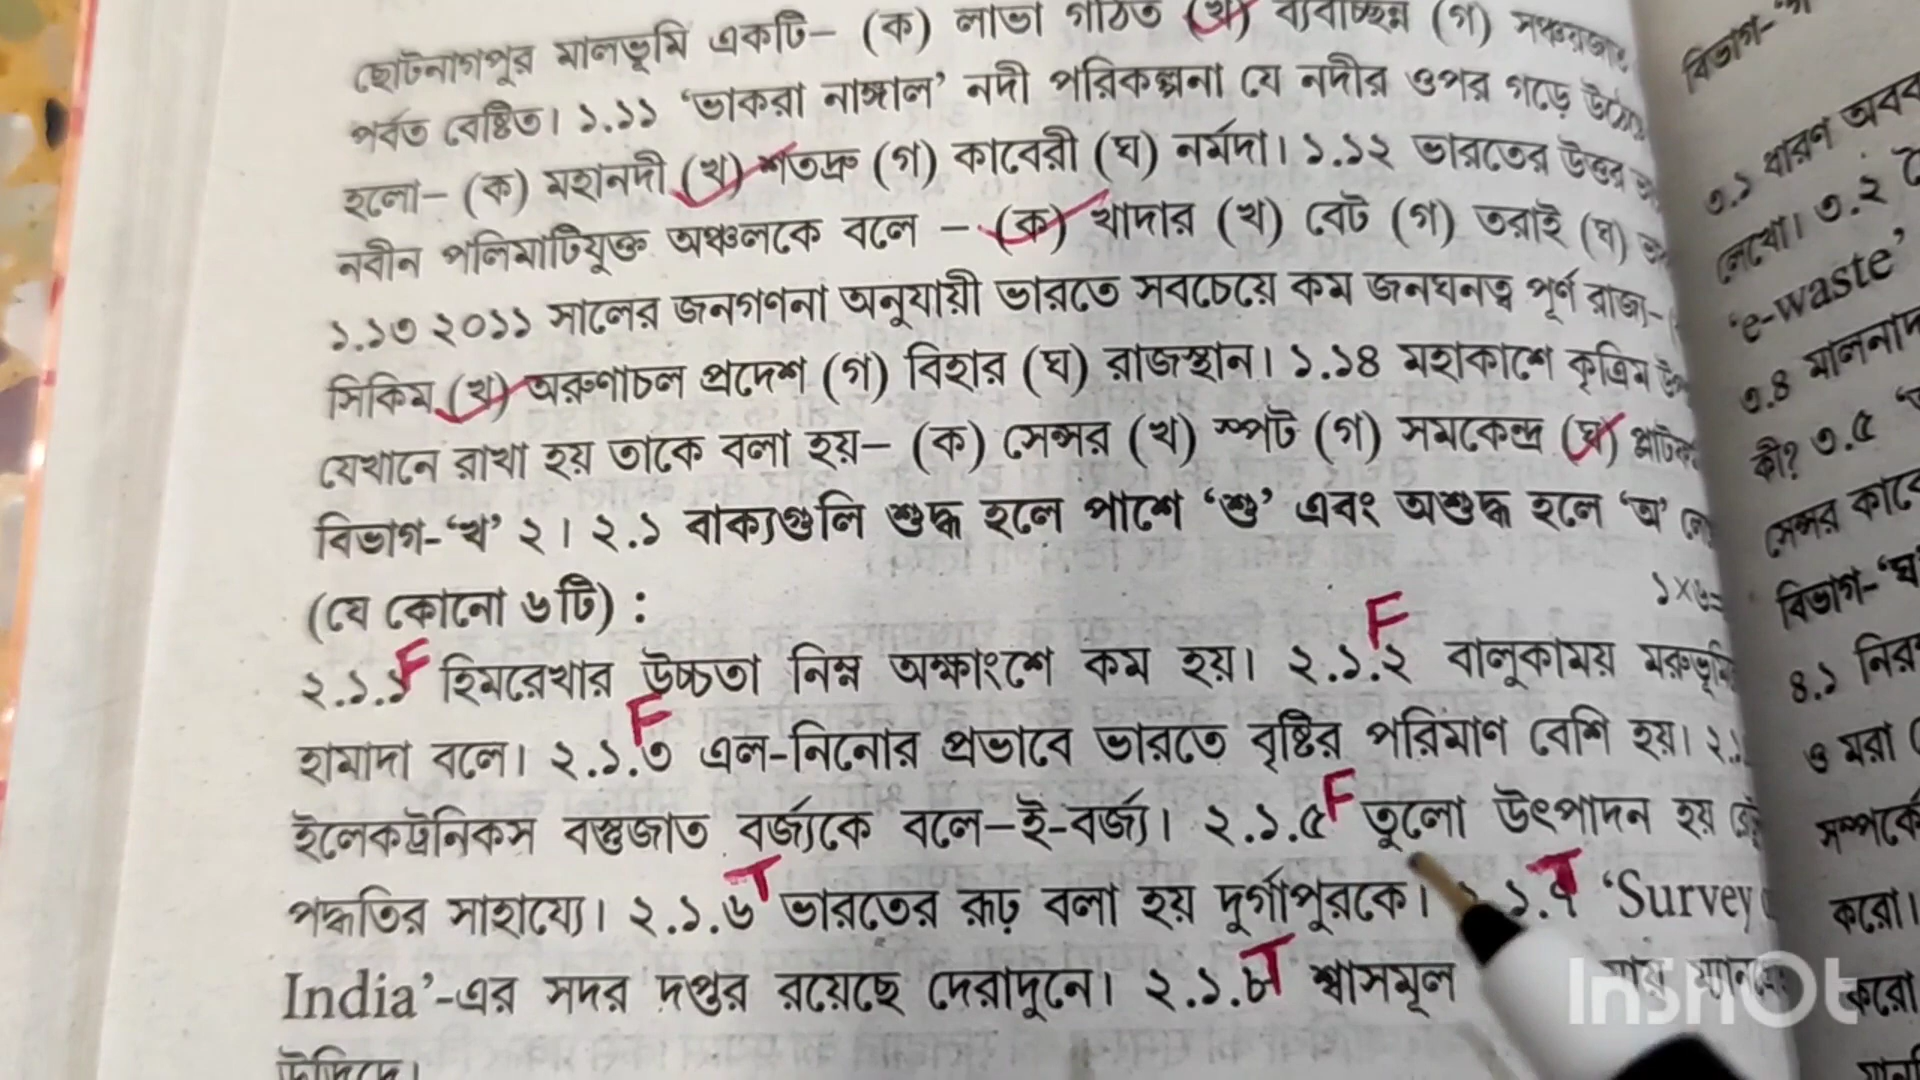 ছোটনাগপুর মালভূমি একটি– (ক) লাভা গঠিত (খ) ব্যবচ্ছিন্ন (গ)
পর্বত বেষ্টিত। ১.১১ ‘ভাকরা নাঙ্গাল’ নদী পরিকল্পনা যে নদীর ওপর গড়ে
হলো– (ক) মহানদী (খ) শতদ্রু (গ) কাবেরী (ঘ) নর্মদা। ১.১২ ভারতের উত্তর
নবীন পলিমাটিযুক্ত অঞ্চলকে বলে – (ক) খাদার (খ) বেট (গ) তরাই (ঘ)
১.১৩ ২০১১ সালের জনগণনা অনুযায়ী ভারতে সবচেয়ে কম জনঘনত্ব পূর্ণ রাজ্য–
সিকিম (খ) অরুণাচল প্রদেশ (গ) বিহার (ঘ) রাজস্থান। ১.১৪ মহাকাশে কৃত্রিম
যেখানে রাখা হয় তাকে বলা হয়– (ক) সেন্সর (খ) স্পট (গ) সমকেন্দ্র (ঘ)
বিভাগ-‘খ’ ২। ২.১ বাক্যগুলি শুদ্ধ হলে পাশে ‘শু’ এবং অশুদ্ধ হলে ‘অ’
(যে কোনো ৬টি) :
১×৬=
২.১.১ F হিমরেখার উচ্চতা নিম্ন অক্ষাংশে কম হয়। ২.১.২ F বালুকাময়
হামাদা বলে। ২.১.৩ F এল-নিনোর প্রভাবে ভারতে বৃষ্টির পরিমাণ বেশি হয়।
ইলেকট্রনিকস বস্তুজাত বর্জ্যকে বলে–ই-বর্জ্য। ২.১.৫ F তুলো উৎপাদন হয়
পদ্ধতির সাহায্যে। ২.১.৬ T ভারতের রূঢ় বলা হয় দুর্গাপুরকে। ২.১.৭ T ‘Survey
India’-এর সদর দপ্তর রয়েছে দেরাদুনে। ২.১.৮ T শ্বাসমূল
বিভাগ-
৩.১ ধারণ
লেখো। ৩.২
‘e-waste’
৩.৪
কী? ৩.৫
সেন্সর কাকে
বিভাগ-‘ঘ
৪.১
ও মরা
সম্পর্কে
করো।
করো
InShOt